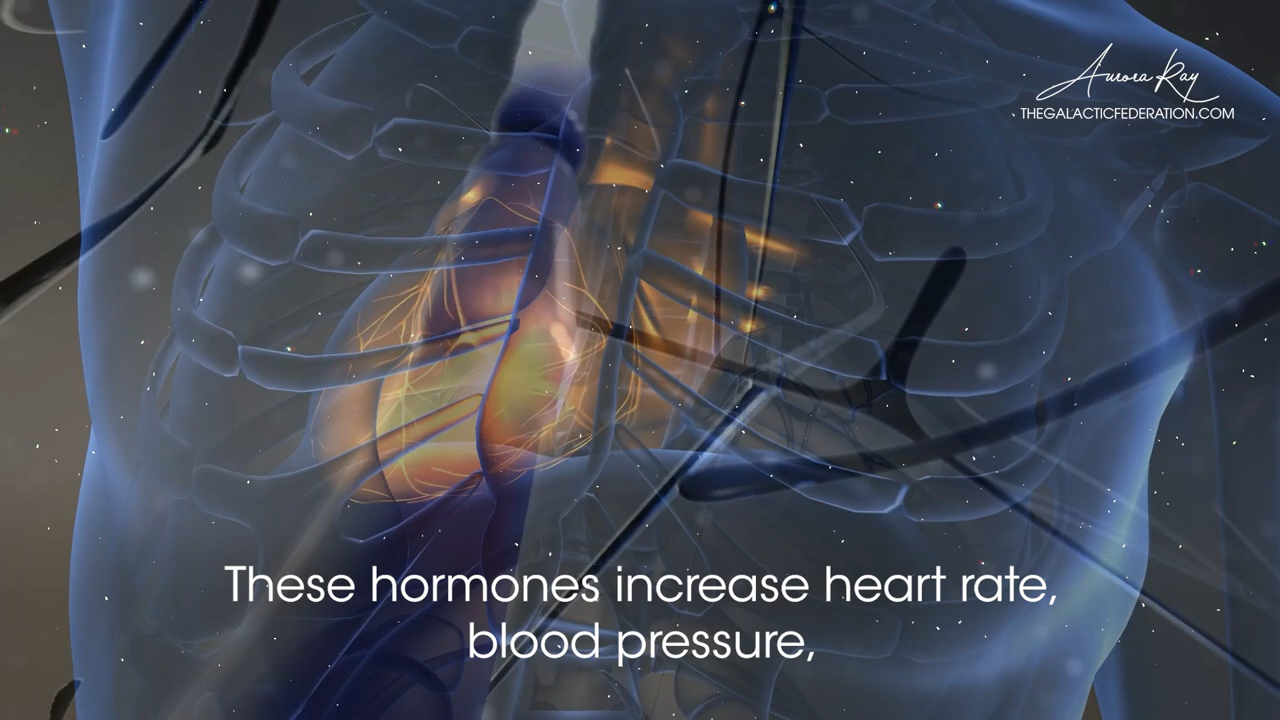 Aurora Ray
THEGALACTICFEDERATION.COM
These hormones increase heart rate,
blood pressure,